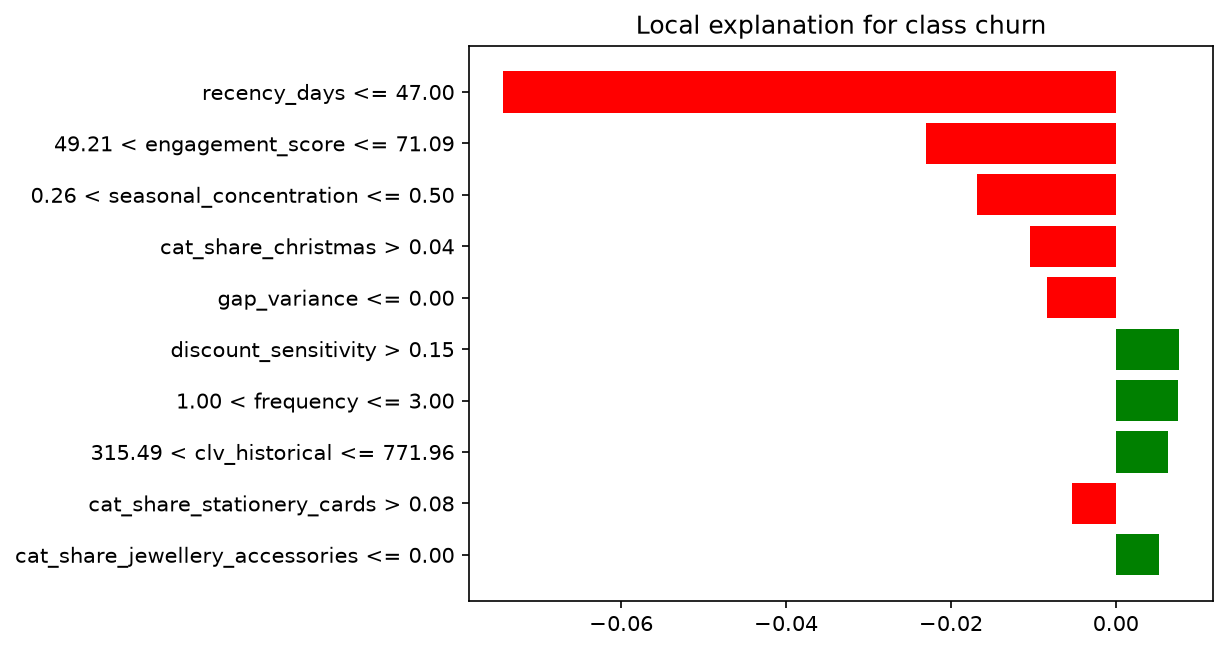 Local explanation for class churn
recency_days <= 47.00
49.21 < engagement_score <= 71.09
0.26 < seasonal_concentration <= 0.50
cat_share_christmas > 0.04
gap_variance <= 0.00
discount_sensitivity > 0.15
1.00 < frequency <= 3.00
315.49 < clv_historical <= 771.96
cat_share_stationery_cards > 0.08
cat_share_jewellery_accessories <= 0.00
−0.06 −0.04 −0.02 0.00